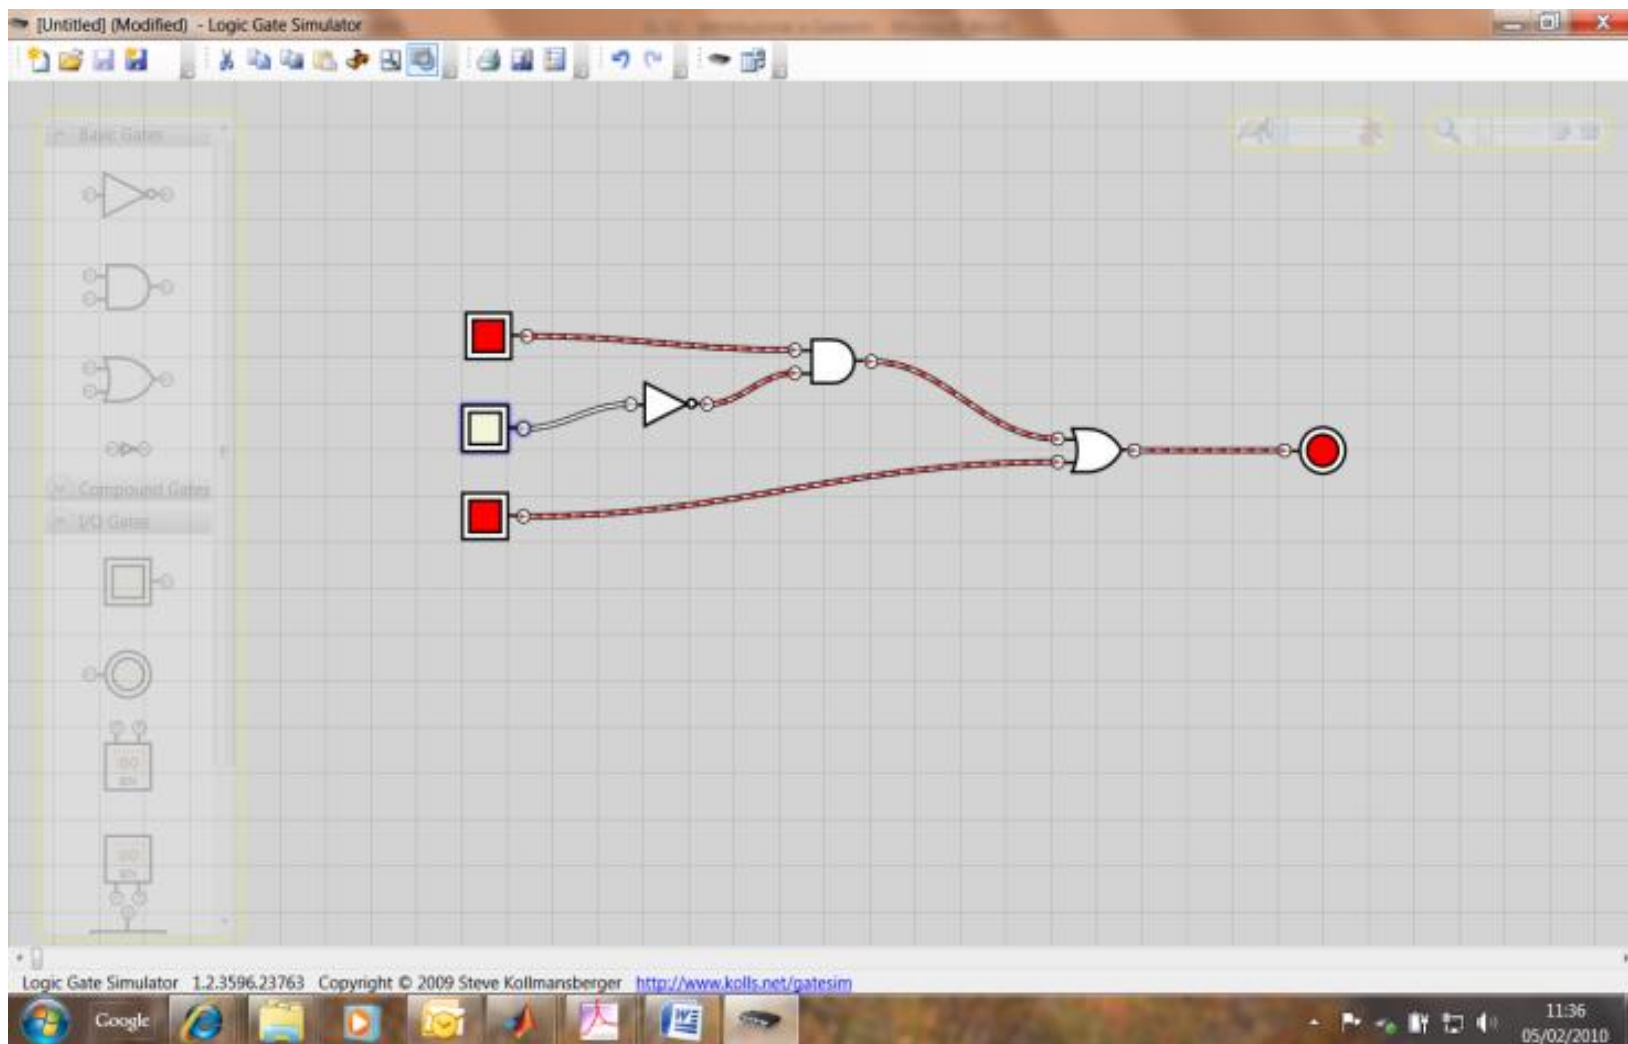 [Untitled] (Modified) - Logic Gate Simulator
Basic Gates
Compound Gates
I/O Gates
Logic Gate Simulator 1.2.3596.23763 Copyright © 2009 Steve Kollmansberger http://www.kolls.net/gatesim
Google
11:36
05/02/2010